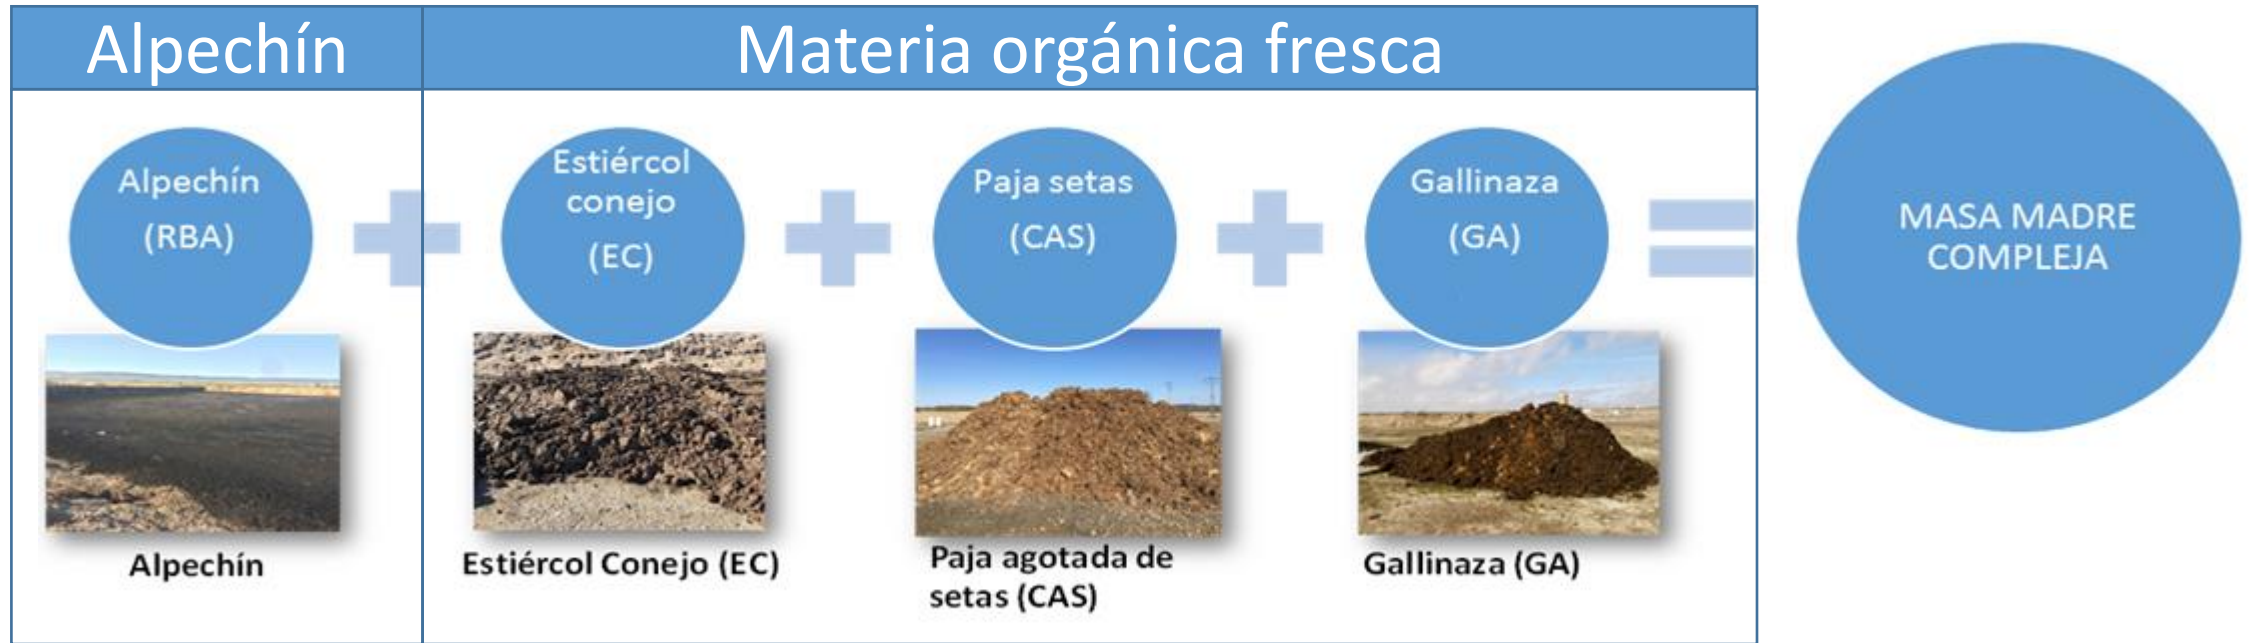 Alpechín
Materia orgánica fresca
Alpechín
(RBA)
Estiércol
conejo
(EC)
Paja setas
(CAS)
Gallinaza
(GA)
MASA MADRE
COMPLEJA
Alpechín
Estiércol Conejo (EC)
Paja agotada de
setas (CAS)
Gallinaza (GA)